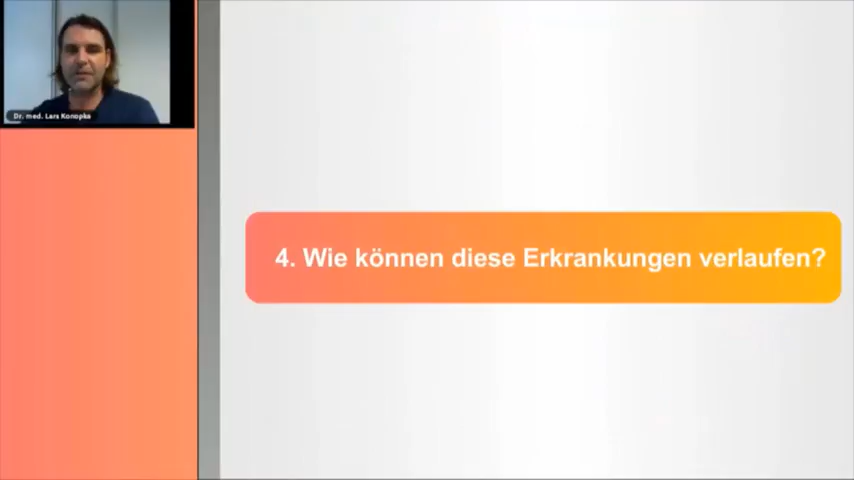 Dr. med. Lars Konopka
4. Wie können diese Erkrankungen verlaufen?